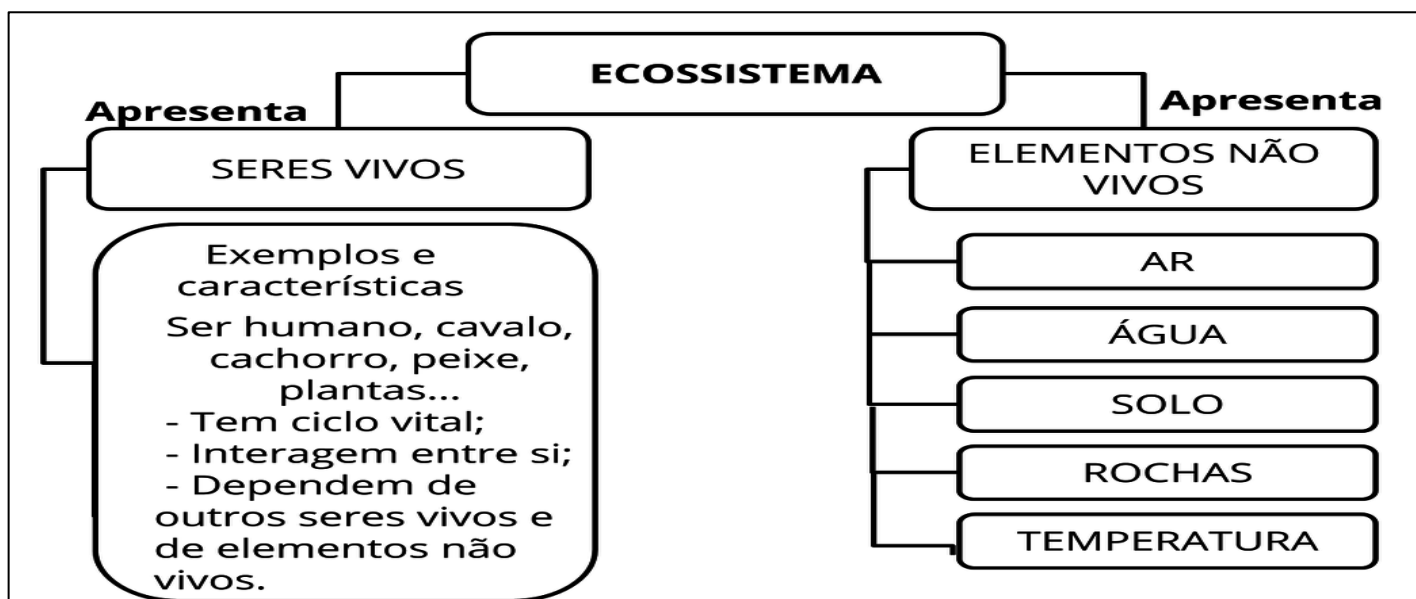 ECOSSISTEMA
Apresenta
Apresenta
SERES VIVOS
Exemplos e
características
Ser humano, cavalo,
cachorro, peixe,
plantas...
- Tem ciclo vital;
- Interagem entre si;
- Dependem de
outros seres vivos e
de elementos não
vivos.
ELEMENTOS NÃO
VIVOS
AR
ÁGUA
SOLO
ROCHAS
TEMPERATURA